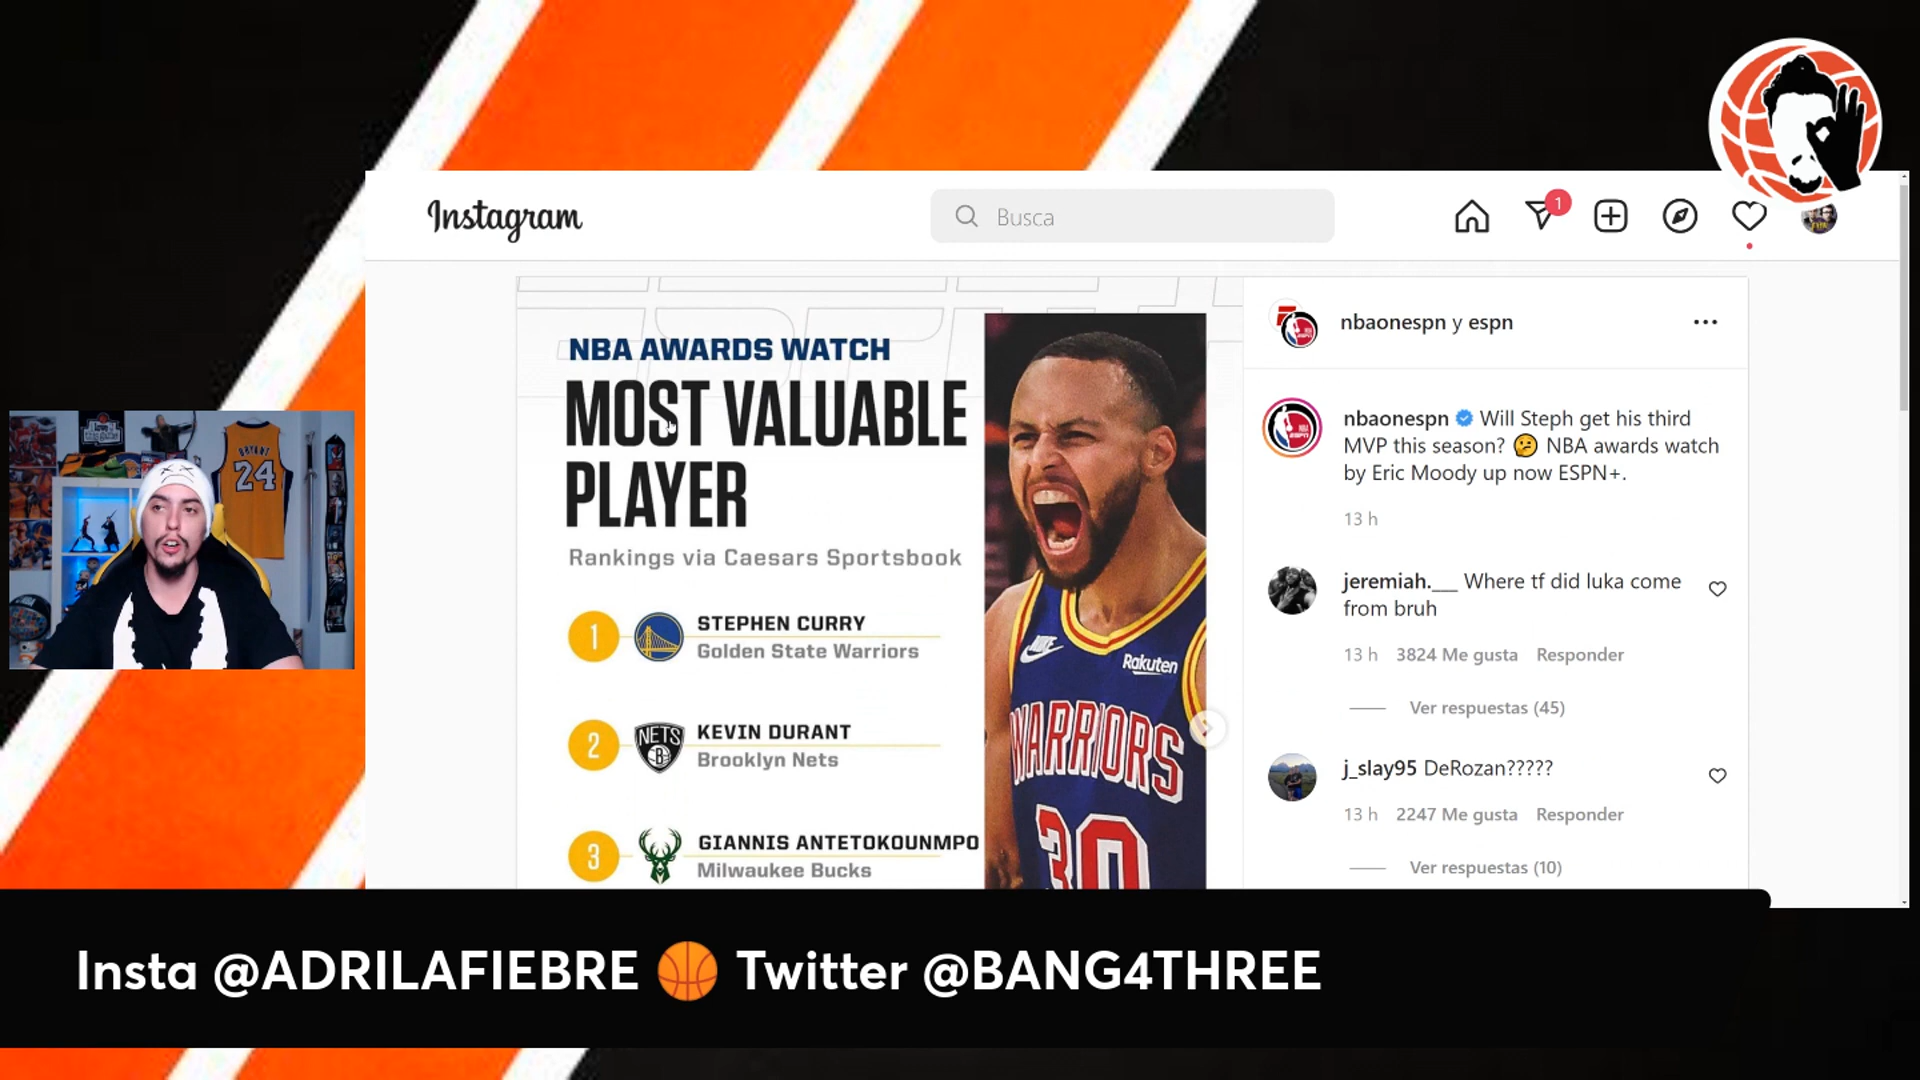 Instagram
Busca
1
NBA AWARDS WATCH
MOST VALUABLE
PLAYER
Rankings via Caesars Sportsbook
1
STEPHEN CURRY
Golden State Warriors
2
NETS
B
KEVIN DURANT
Brooklyn Nets
3
GIANNIS ANTETOKOUNMPO
Milwaukee Bucks
Rakuten
WARRIORS
30
nbaonespn y espn
nbaonespn Will Steph get his third
MVP this season? 🤔 NBA awards watch
by Eric Moody up now ESPN+.
13 h
jeremiah.___ Where tf did luka come
from bruh
13 h 3824 Me gusta Responder
Ver respuestas (45)
j_slay95 DeRozan?????
13 h 2247 Me gusta Responder
Ver respuestas (10)
BRYANT
24
Insta @ADRILAFIEBRE 🏀 Twitter @BANG4THREE